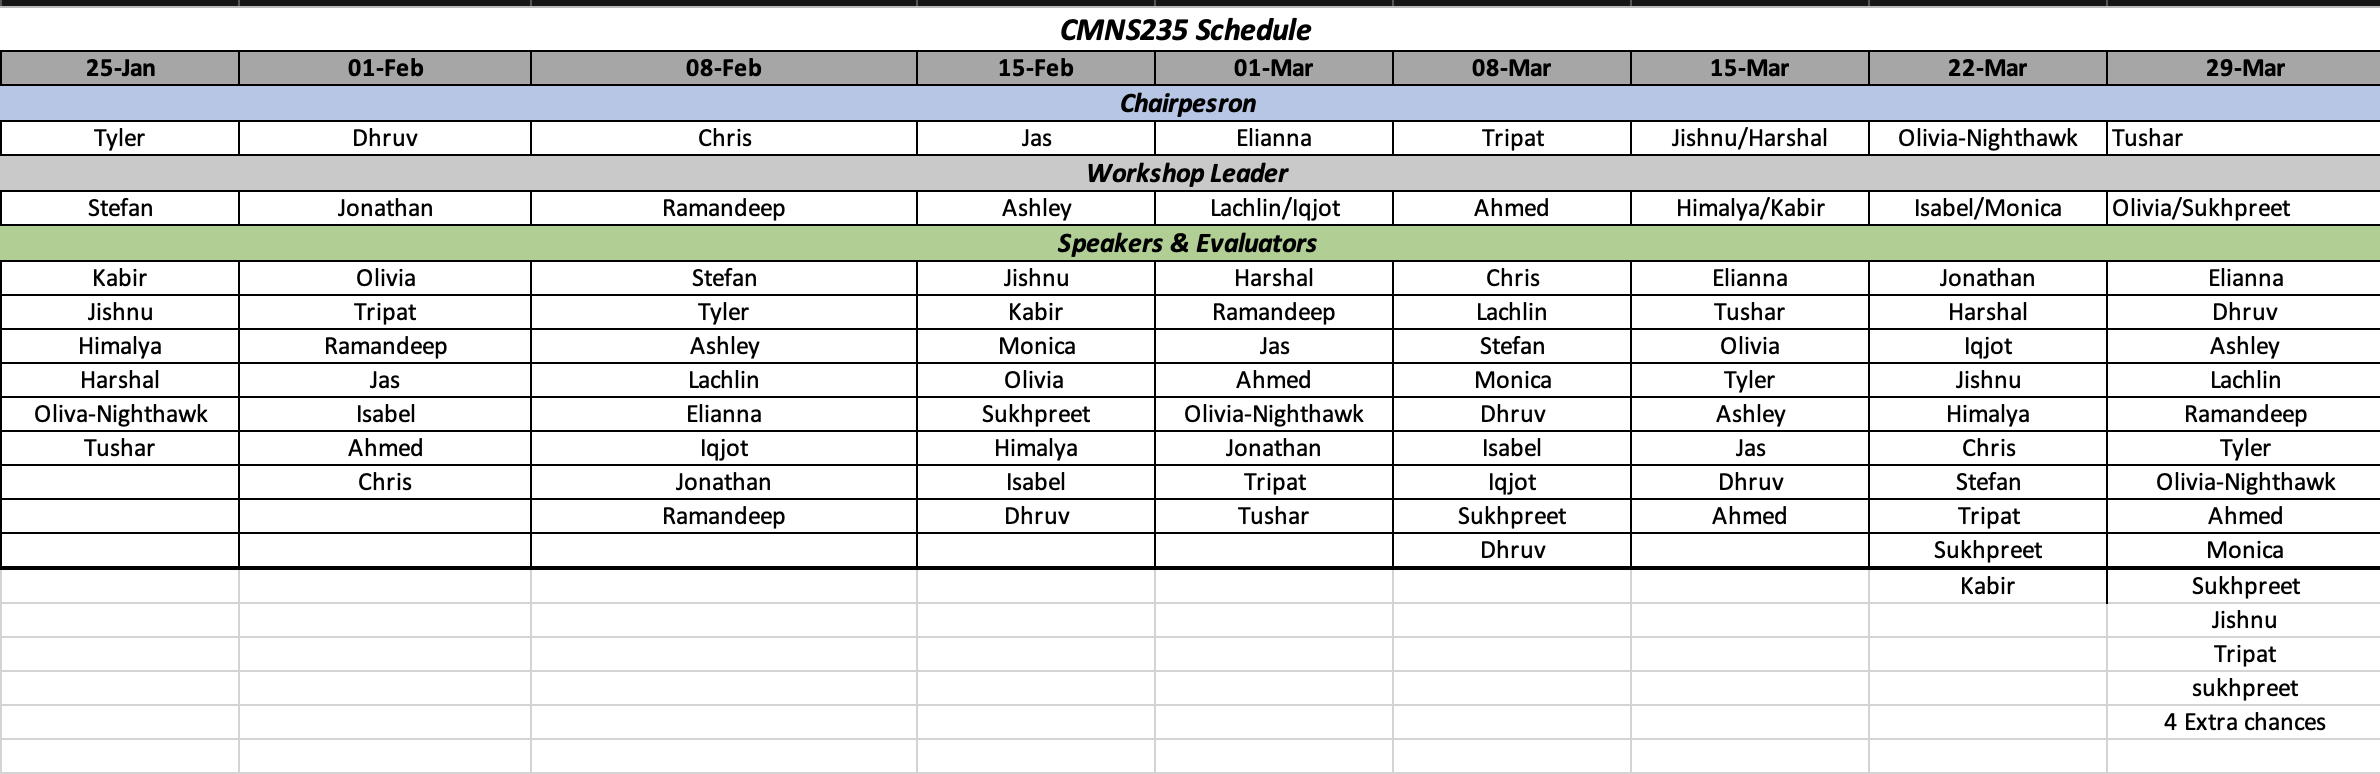 CMNS235 Schedule
25-Jan 01-Feb 08-Feb 15-Feb 01-Mar 08-Mar 15-Mar 22-Mar 29-Mar
Chairpesron
Tyler Dhruv Chris Jas Elianna Tripat Jishnu/Harshal Olivia-Nighthawk Tushar
Workshop Leader
Stefan Jonathan Ramandeep Ashley Lachlin/Iqjot Ahmed Himalya/Kabir Isabel/Monica Olivia/Sukhpreet
Speakers & Evaluators
Kabir Olivia Stefan Jishnu Harshal Chris Elianna Jonathan Elianna
Jishnu Tripat Tyler Kabir Ramandeep Lachlin Tushar Harshal Dhruv
Himalya Ramandeep Ashley Monica Jas Stefan Olivia Iqjot Ashley
Harshal Jas Lachlin Olivia Ahmed Monica Tyler Jishnu Lachlin
Oliva-Nighthawk Isabel Elianna Sukhpreet Olivia-Nighthawk Dhruv Ashley Himalya Ramandeep
Tushar Ahmed Iqjot Himalya Jonathan Isabel Jas Chris Tyler
Chris Jonathan Isabel Tripat Iqjot Dhruv Stefan Olivia-Nighthawk
Ramandeep Dhruv Tushar Sukhpreet Ahmed Tripat Ahmed
Dhruv Sukhpreet Monica
Kabir Sukhpreet
Jishnu
Tripat
sukhpreet
4 Extra chances